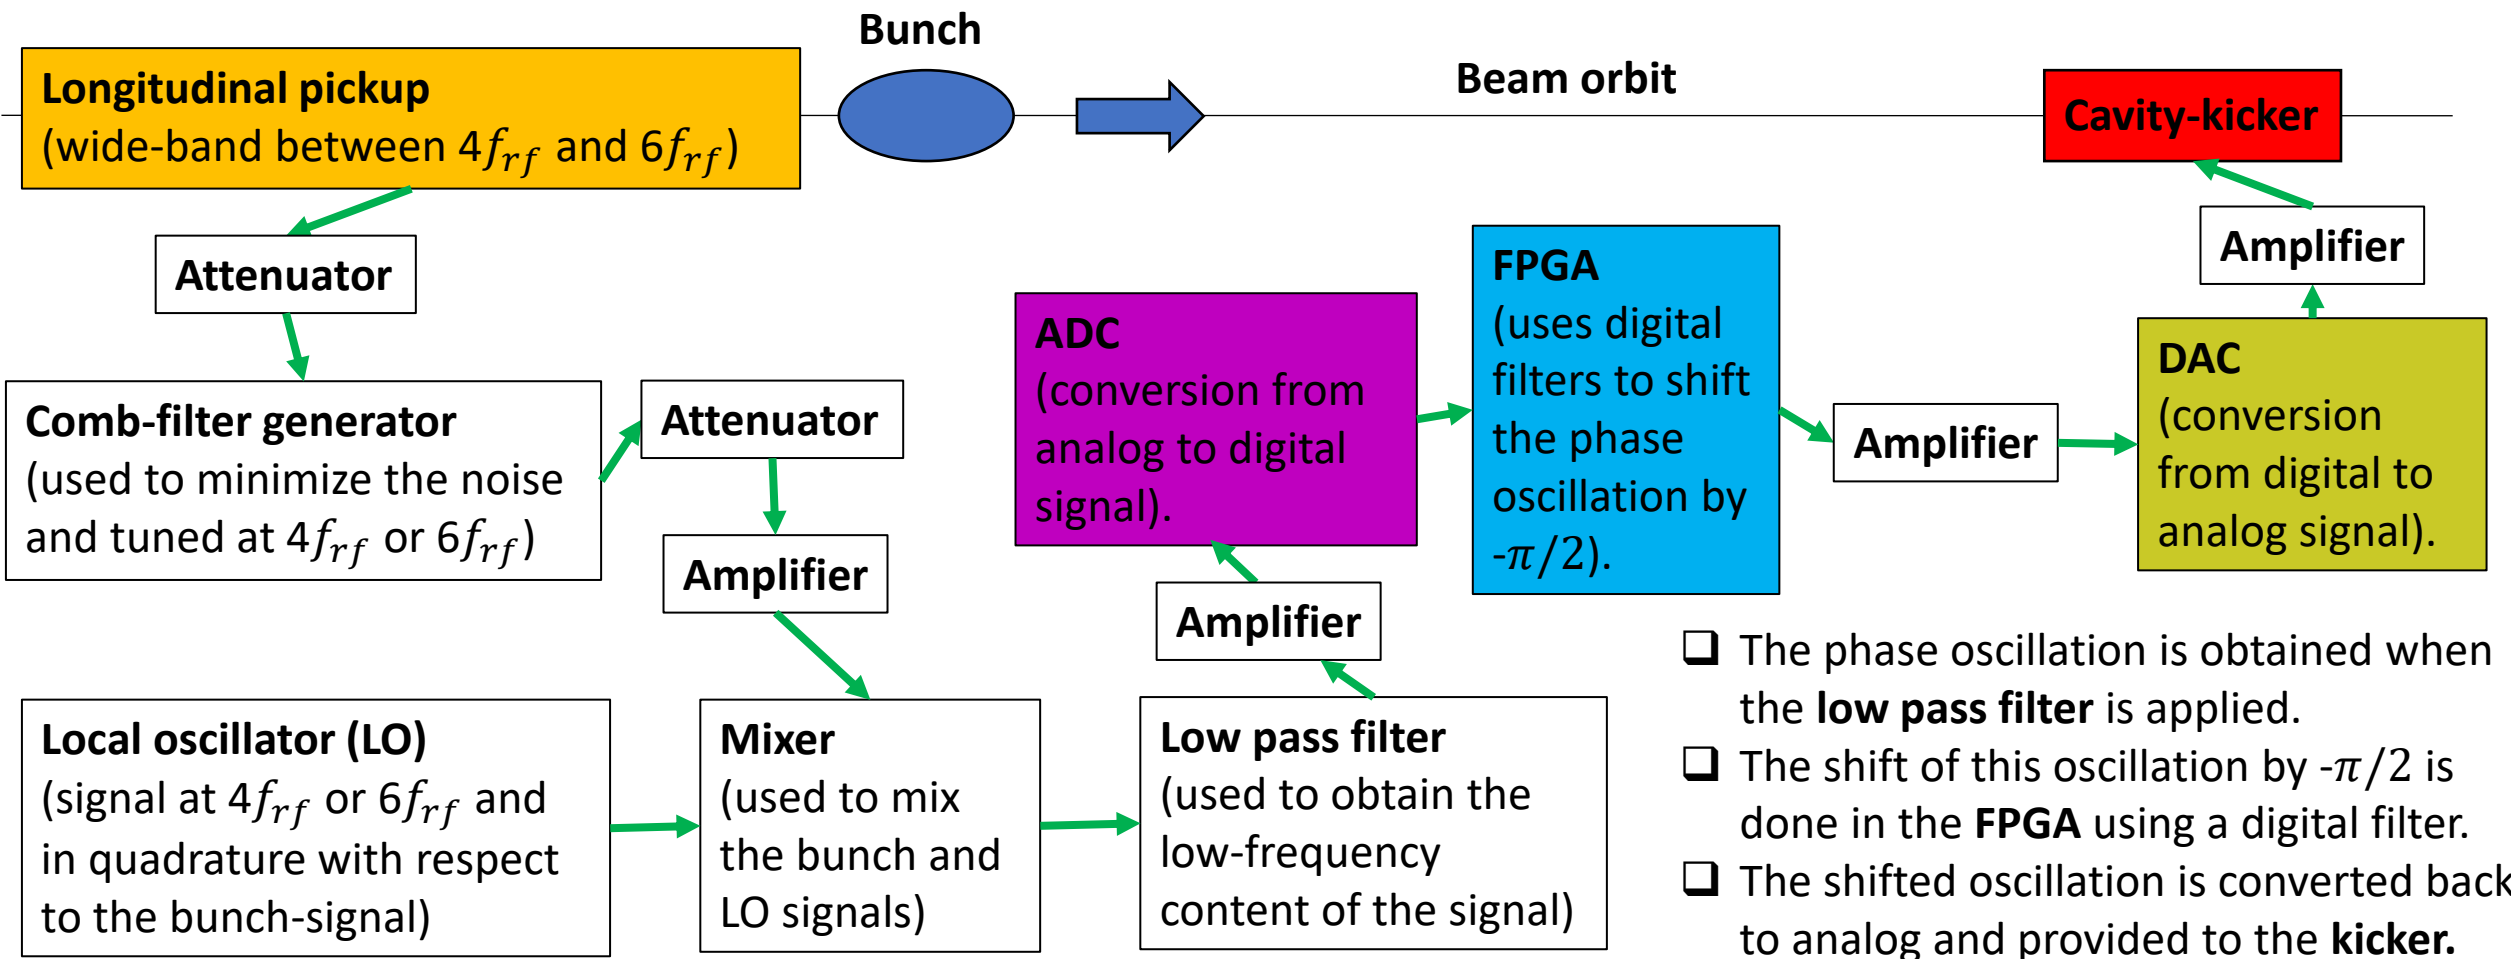 Bunch
Longitudinal pickup
(wide-band between 4f_rf and 6f_rf)
Beam orbit
Cavity-kicker
Attenuator
Comb-filter generator
(used to minimize the noise
and tuned at 4f_rf or 6f_rf)
Attenuator
Amplifier
Local oscillator (LO)
(signal at 4f_rf or 6f_rf and
in quadrature with respect
to the bunch-signal)
Mixer
(used to mix
the bunch and
LO signals)
Low pass filter
(used to obtain the
low-frequency
content of the signal)
Amplifier
ADC
(conversion from
analog to digital
signal).
FPGA
(uses digital
filters to shift
the phase
oscillation by
-π/2).
Amplifier
DAC
(conversion
from digital to
analog signal).
Amplifier
❑ The phase oscillation is obtained when
the low pass filter is applied.
❑ The shift of this oscillation by -π/2 is
done in the FPGA using a digital filter.
❑ The shifted oscillation is converted back
to analog and provided to the kicker.